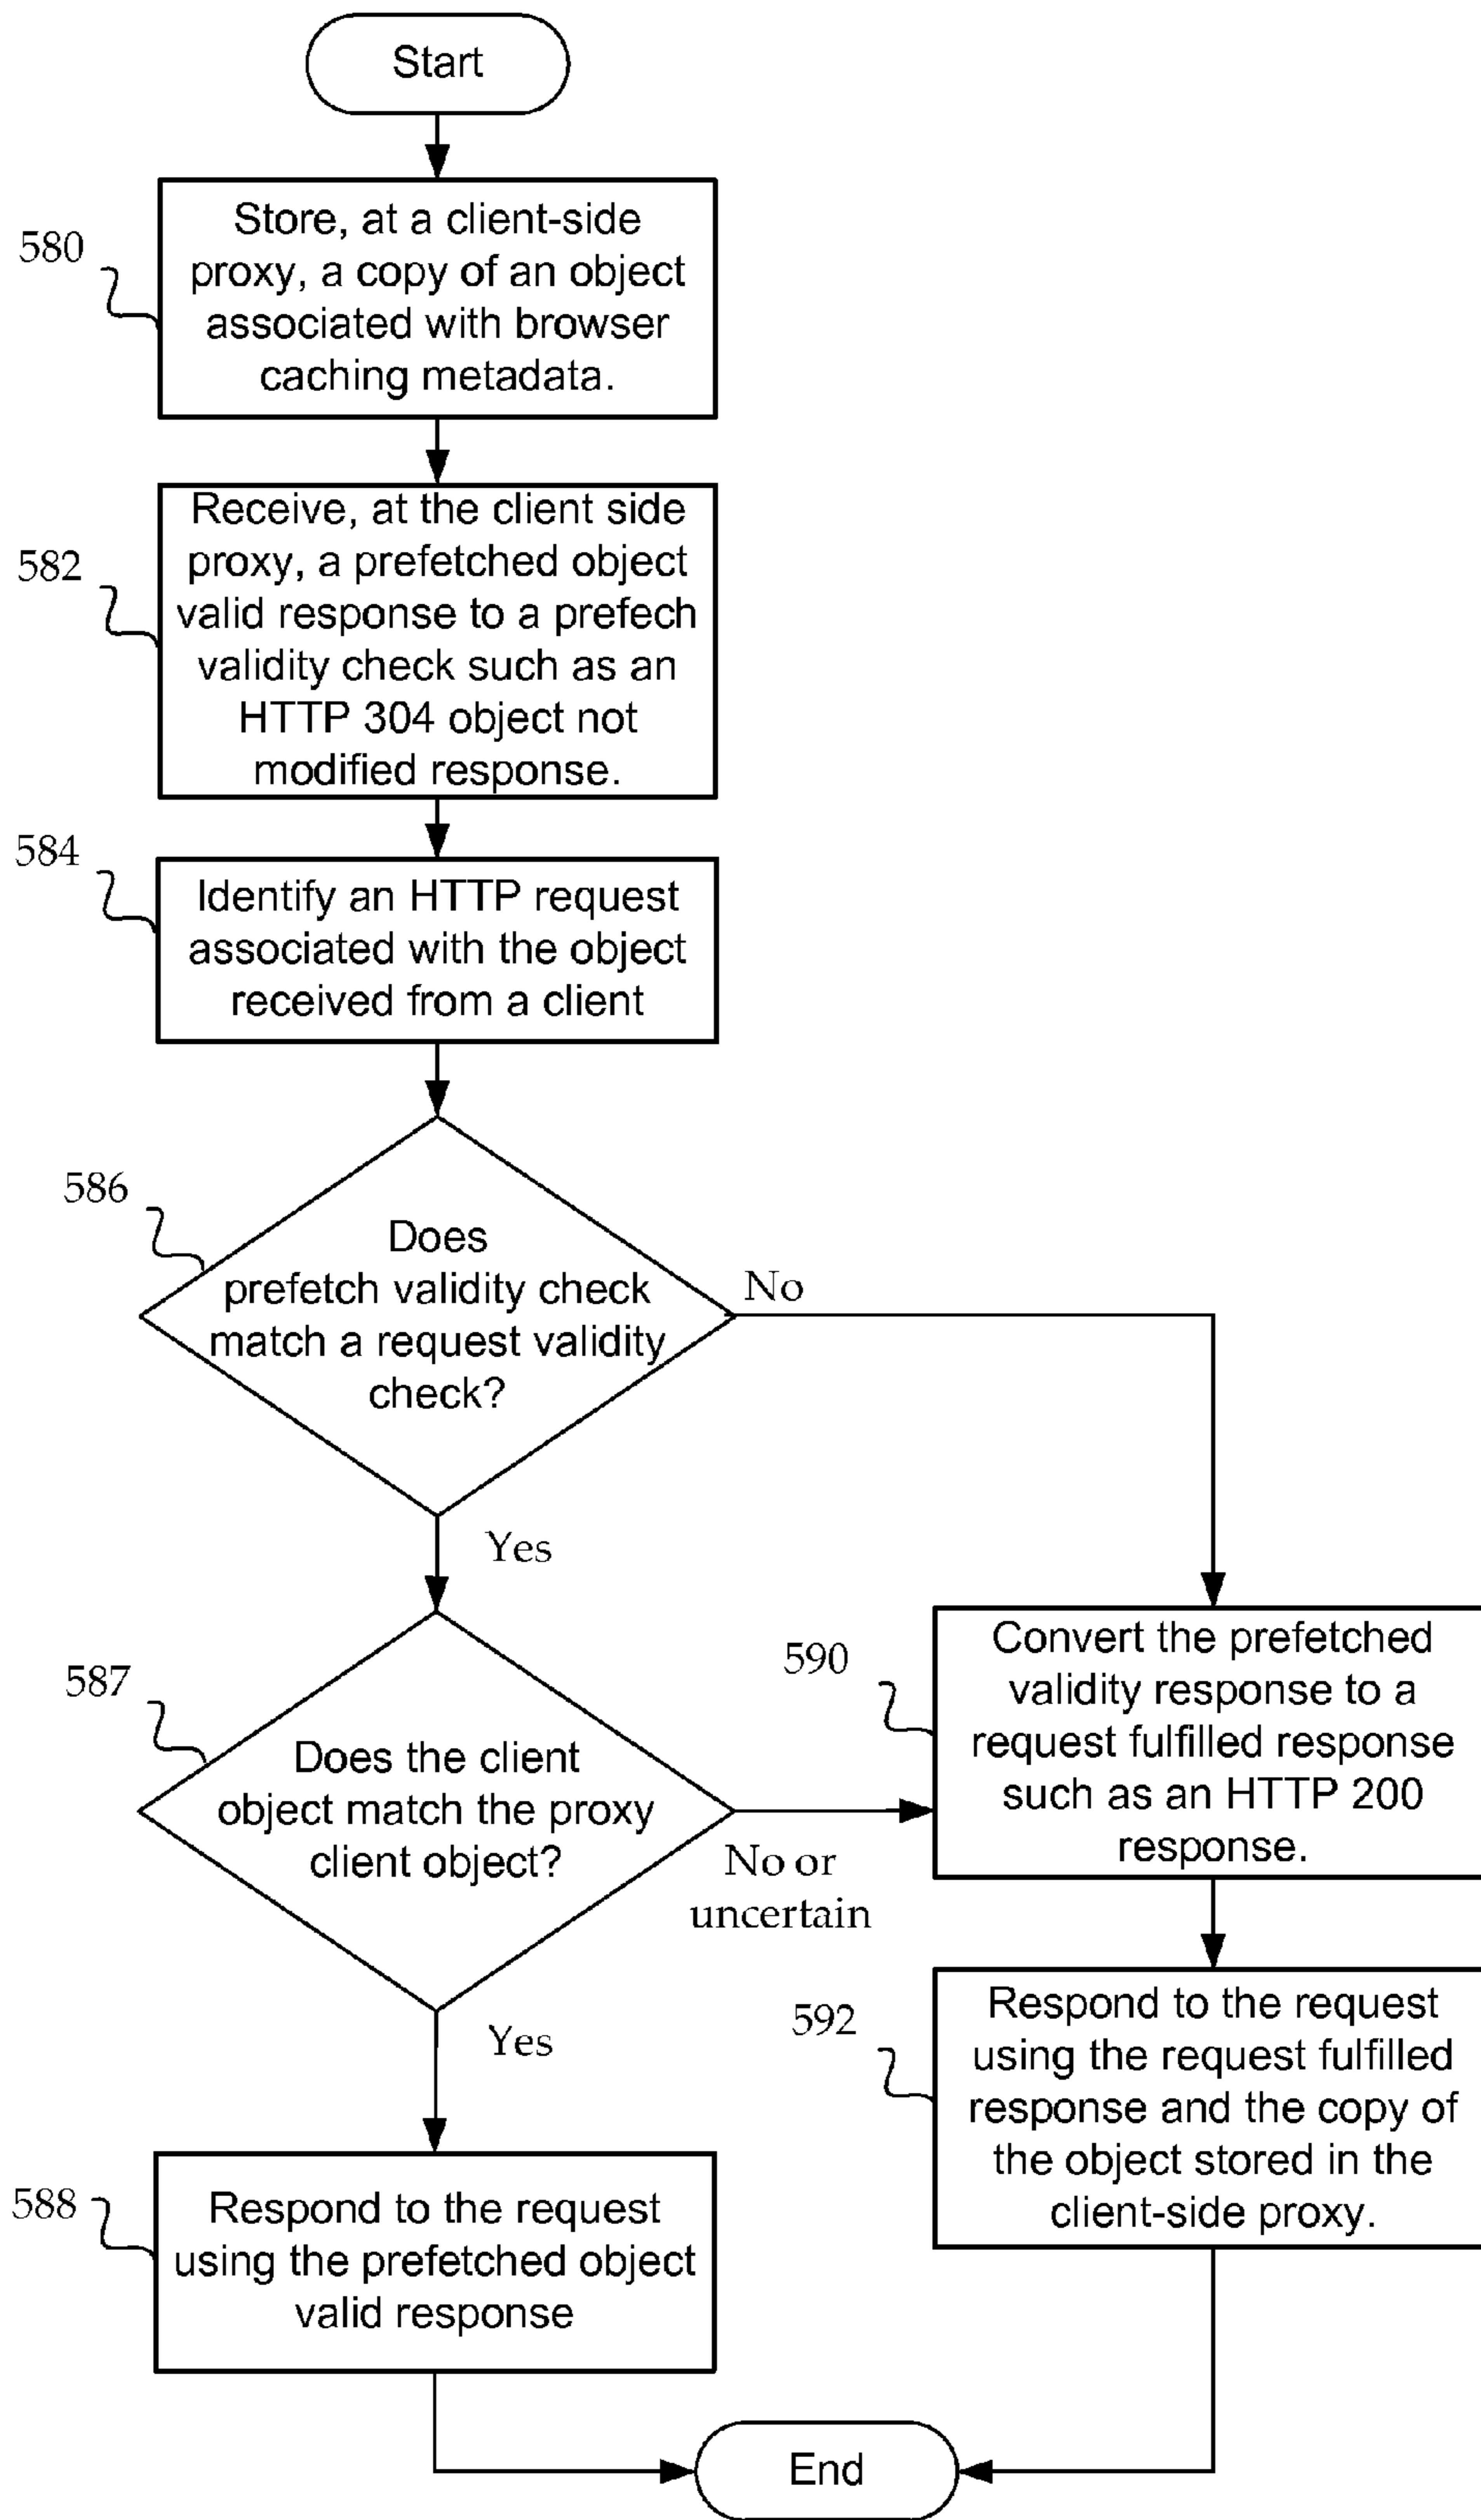 Start
580
Store, at a client-side
proxy, a copy of an object
associated with browser
caching metadata.
582
Receive, at the client side
proxy, a prefetched object
valid response to a prefech
validity check such as an
HTTP 304 object not
modified response.
584
Identify an HTTP request
associated with the object
received from a client
586
Does
prefetch validity check
match a request validity
check?
No
Yes
587
Does the client
object match the proxy
client object?
No or
uncertain
Yes
588
Respond to the request
using the prefetched object
valid response
590
Convert the prefetched
validity response to a
request fulfilled response
such as an HTTP 200
response.
592
Respond to the request
using the request fulfilled
response and the copy of
the object stored in the
client-side proxy.
End